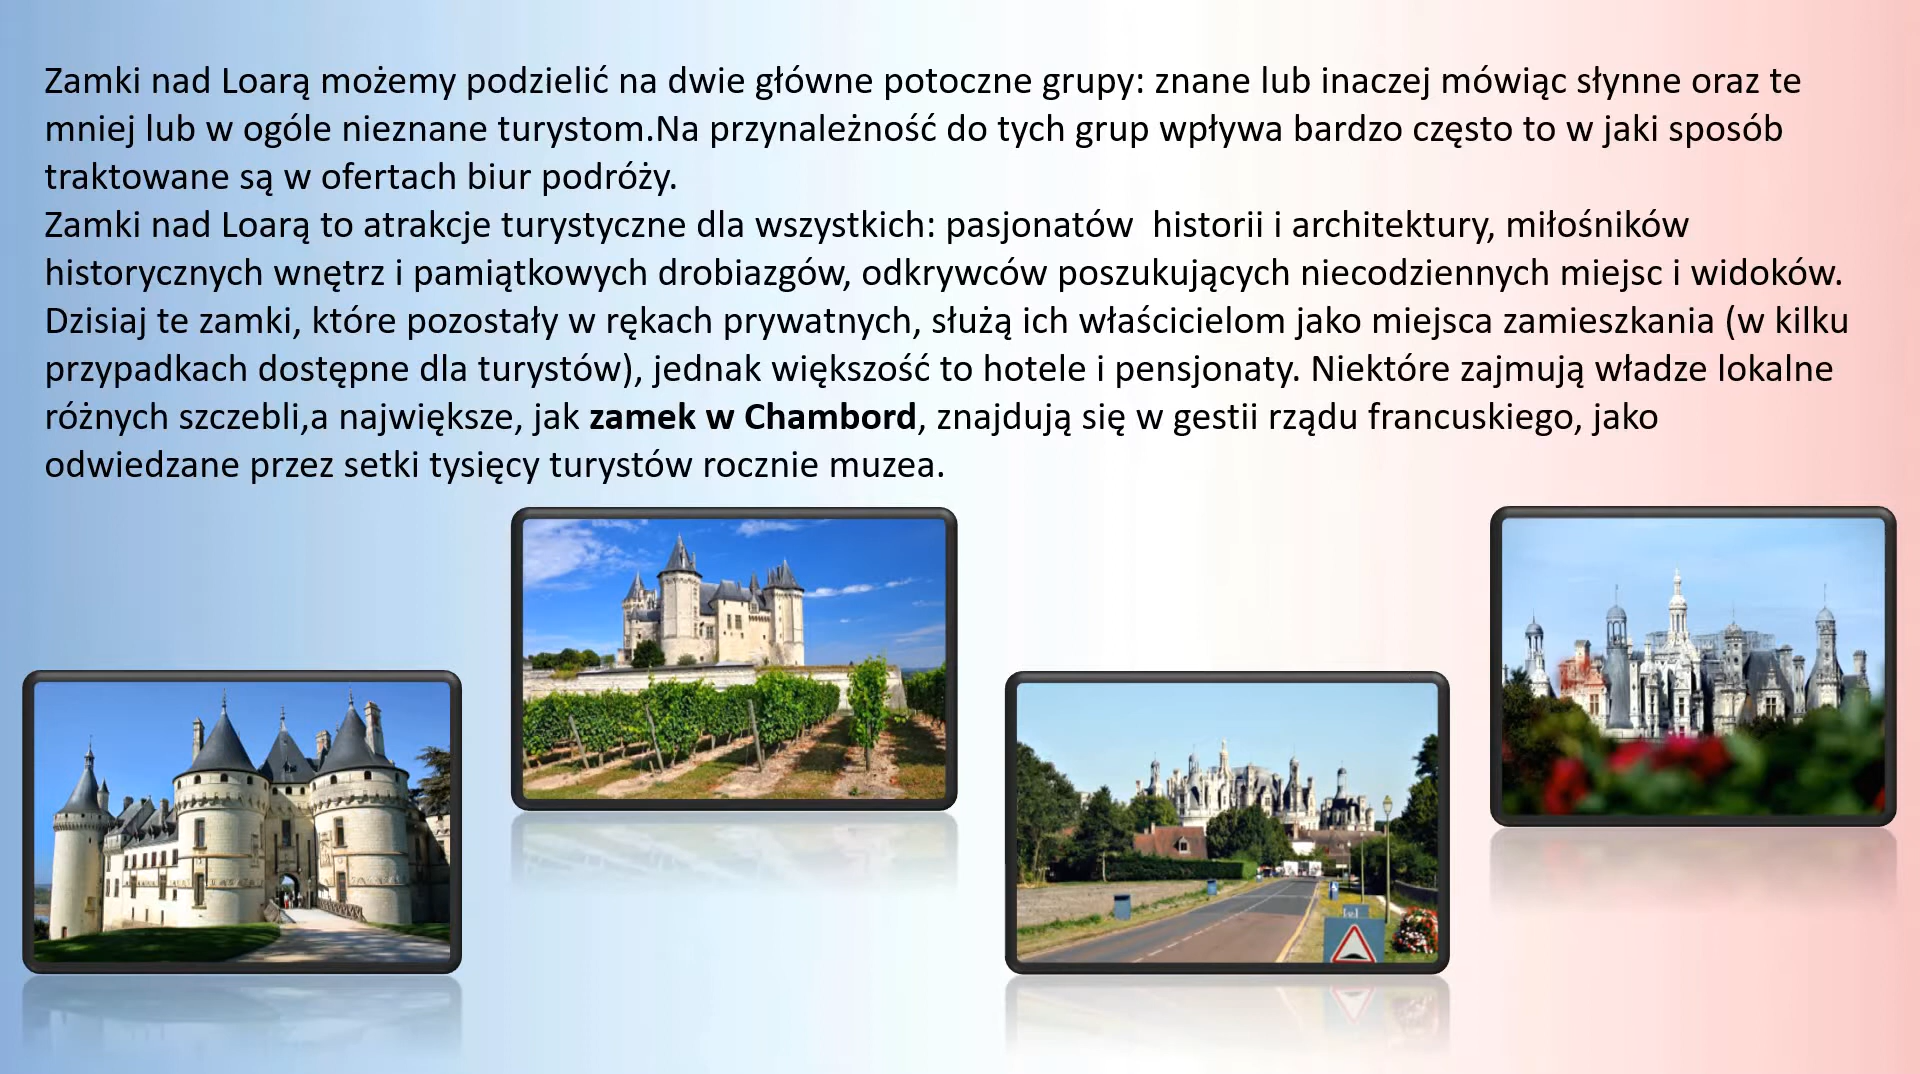 Zamki nad Loarą możemy podzielić na dwie główne potoczne grupy: znane lub inaczej mówiąc słynne oraz te
mniej lub w ogóle nieznane turystom.Na przynależność do tych grup wpływa bardzo często to w jaki sposób
traktowane są w ofertach biur podróży.
Zamki nad Loarą to atrakcje turystyczne dla wszystkich: pasjonatów  historii i architektury, miłośników
historycznych wnętrz i pamiątkowych drobiazgów, odkrywców poszukujących niecodziennych miejsc i widoków.
Dzisiaj te zamki, które pozostały w rękach prywatnych, służą ich właścicielom jako miejsca zamieszkania (w kilku
przypadkach dostępne dla turystów), jednak większość to hotele i pensjonaty. Niektóre zajmują władze lokalne
różnych szczebli,a największe, jak zamek w Chambord, znajdują się w gestii rządu francuskiego, jako
odwiedzane przez setki tysięcy turystów rocznie muzea.